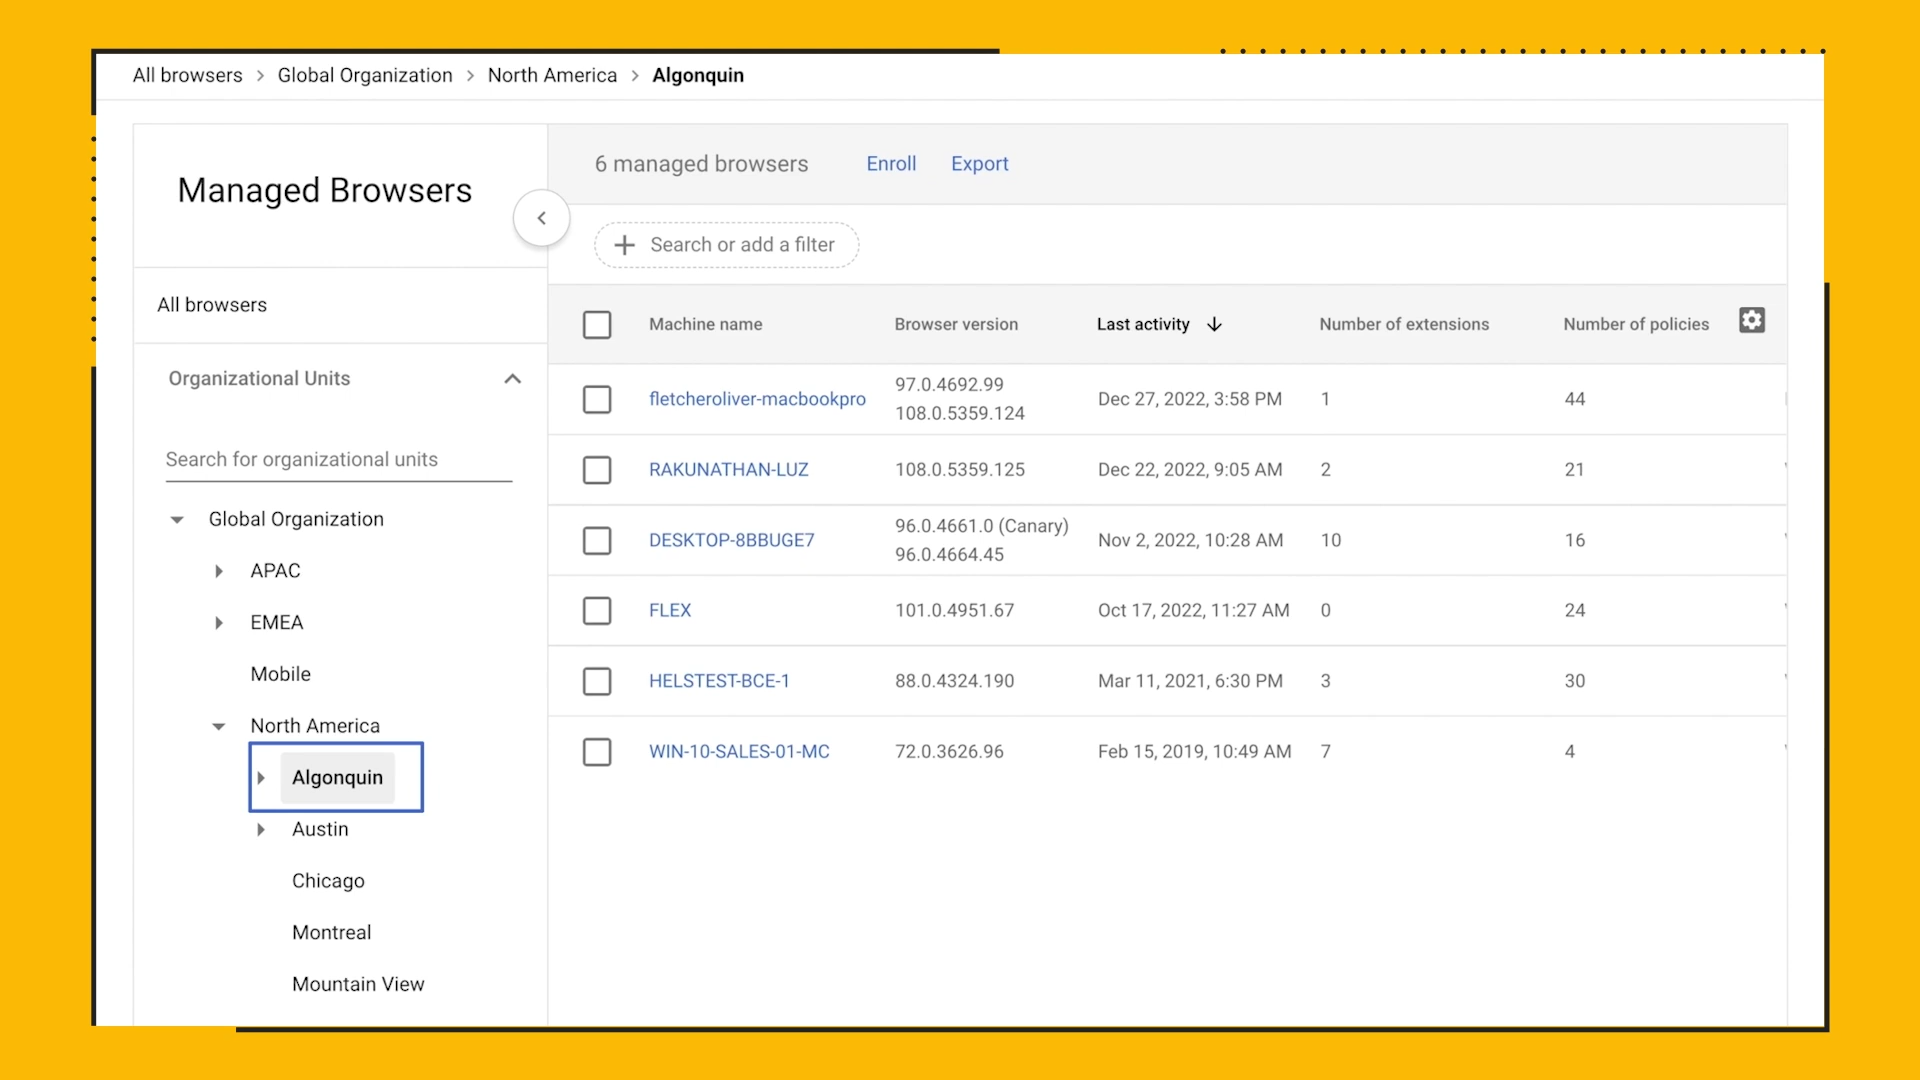 All browsers > Global Organization > North America > Algonquin
Managed Browsers
All browsers
Organizational Units
Search for organizational units
Global Organization
APAC
EMEA
Mobile
North America
Algonquin
Austin
Chicago
Montreal
Mountain View
6 managed browsers Enroll Export
Search or add a filter
Machine name Browser version Last activity Number of extensions Number of policies
fletcheroliver-macbookpro 97.0.4692.99 Dec 27, 2022, 3:58 PM 1 44
108.0.5359.124
RAKUNATHAN-LUZ 108.0.5359.125 Dec 22, 2022, 9:05 AM 2 21
DESKTOP-8BBUGE7 96.0.4661.0 (Canary) Nov 2, 2022, 10:28 AM 10 16
96.0.4664.45
FLEX 101.0.4951.67 Oct 17, 2022, 11:27 AM 0 24
HELSTEST-BCE-1 88.0.4324.190 Mar 11, 2021, 6:30 PM 3 30
WIN-10-SALES-01-MC 72.0.3626.96 Feb 15, 2019, 10:49 AM 7 4